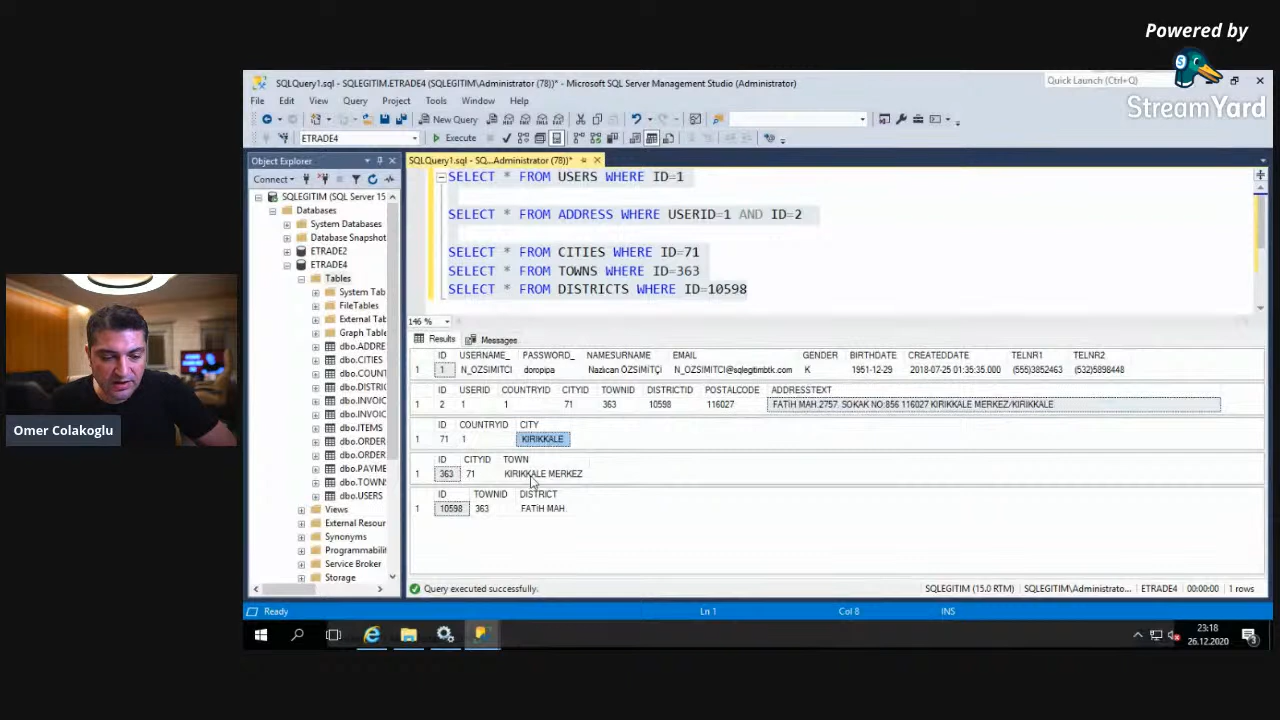 Powered by
StreamYard
SQLQuery1.sql - SQLEGITIM.ETRADE4 (SQLEGITIM\Administrator (78))* - Microsoft SQL Server Management Studio (Administrator)
Quick Launch (Ctrl+Q)
File Edit View Query Project Tools Window Help
New Query
ETRADE4 Execute
Object Explorer
SQLQuery1.sql - SQ...Administrator (78))*
Connect
SQLEGITIM (SQL Server 15
Databases
System Databases
Database Snapshot
ETRADE2
ETRADE4
Tables
System Tab
FileTables
External Tab
Graph Table
dbo.ADDRE
dbo.CITIES
dbo.COUNT
dbo.DISTRIC
dbo.INVOIC
dbo.INVOIC
dbo.ITEMS
dbo.ORDER
dbo.ORDER
dbo.PAYME
dbo.TOWNS
dbo.USERS
Views
External Resour
Synonyms
Programmabilit
Service Broker
Storage
SELECT * FROM USERS WHERE ID=1
SELECT * FROM ADDRESS WHERE USERID=1 AND ID=2
SELECT * FROM CITIES WHERE ID=71
SELECT * FROM TOWNS WHERE ID=363
SELECT * FROM DISTRICTS WHERE ID=10598
146 %
Results Messages
ID USERNAME_ PASSWORD_ NAMESURNAME EMAIL GENDER BIRTHDATE CREATEDDATE TELNR1 TELNR2
1 1 N_OZSIMITCI doropipa Nazlcan ÖZSİMİTÇİ N_OZSIMITCI@sqlegitimbtk.com K 1951-12-29 2018-07-25 01:35:35.000 (555)3852463 (532)5898448
ID USERID COUNTRYID CITYID TOWNID DISTRICTID POSTALCODE ADDRESSTEXT
1 2 1 1 71 363 10598 116027 FATİH MAH.2757. SOKAK NO:856 116027 KIRIKKALE MERKEZ/KIRIKKALE
ID COUNTRYID CITY
1 71 1 KIRIKKALE
ID CITYID TOWN
1 363 71 KIRIKKALE MERKEZ
ID TOWNID DISTRICT
1 10598 363 FATİH MAH.
Query executed successfully. SQLEGITIM (15.0 RTM) SQLEGITIM\Administrato... ETRADE4 00:00:00 1 rows
Ready Ln 1 Col 8 INS
23:18
26.12.2020
3
Omer Colakoglu